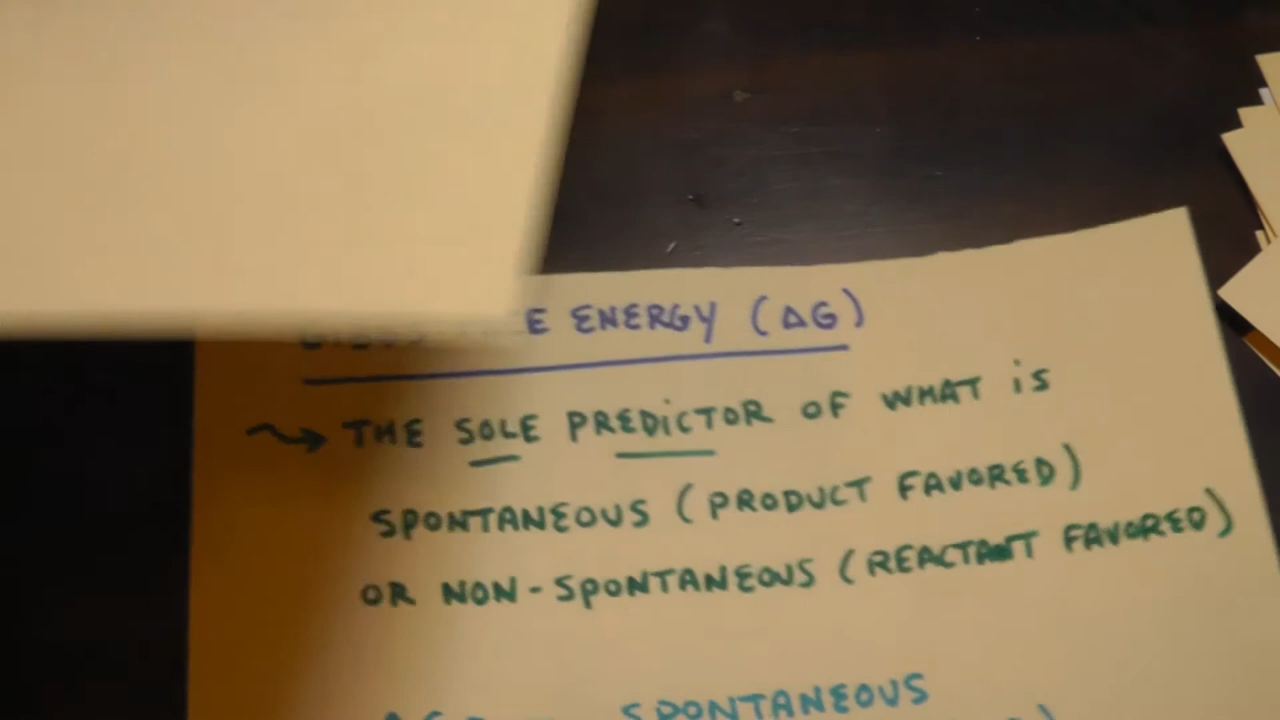 E ENERGY (ΔG)
THE SOLE PREDiCTOR OF WHAT iS
SPONTANEOUS (PRODUCT FAVORED)
OR NON-SPONTANEOUS (REACTANT FAVORED)
SPONTANEOUS